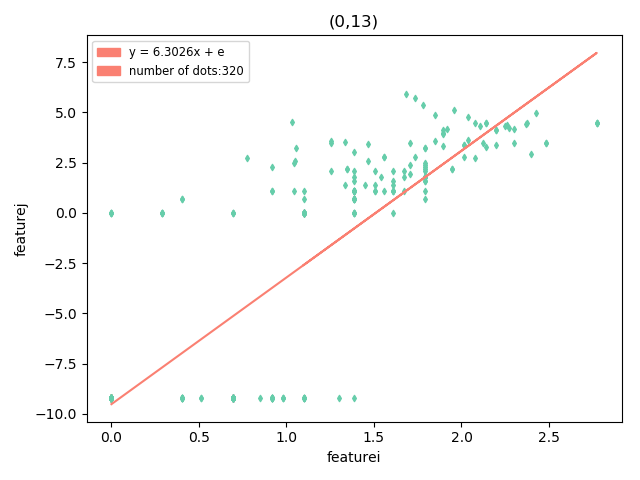 (0,13)
y = 6.3026x + e
number of dots:320
7.5
5.0
2.5
0.0
−2.5
−5.0
−7.5
−10.0
featurej
0.0 0.5 1.0 1.5 2.0 2.5
featurei